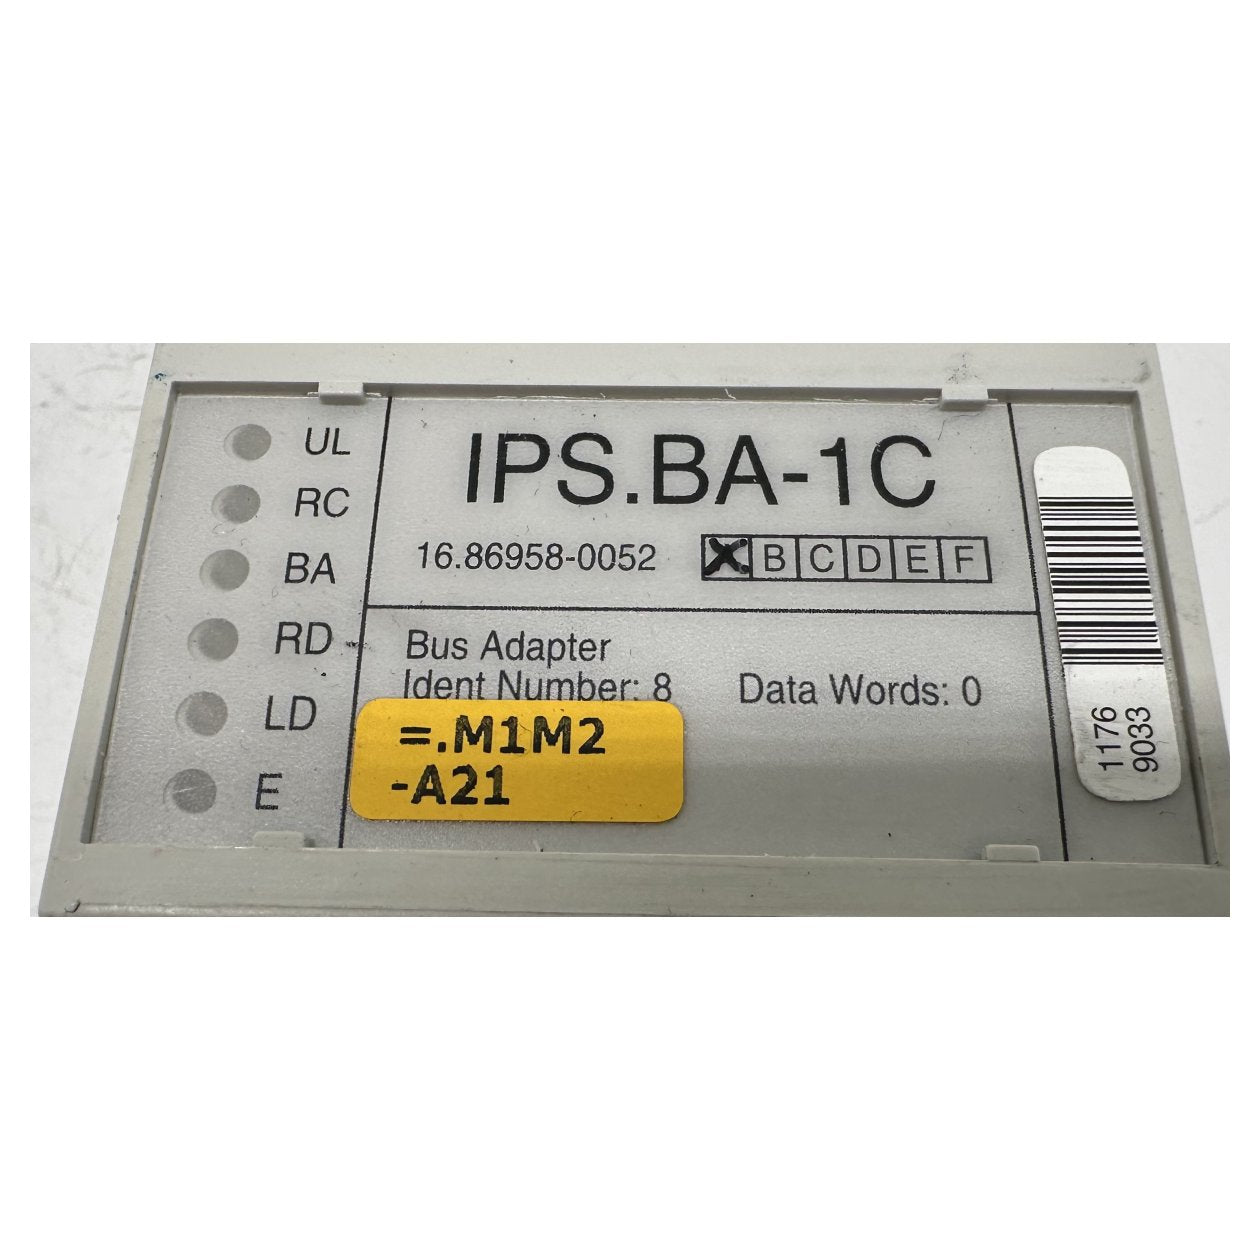 UL
RC
BA
RD
LD
E
IPS.BA-1C
16.86958-0052
B C D E F
Bus Adapter
Ident Number: 8 Data Words: 0
=.M1M2
-A21
1176
9033